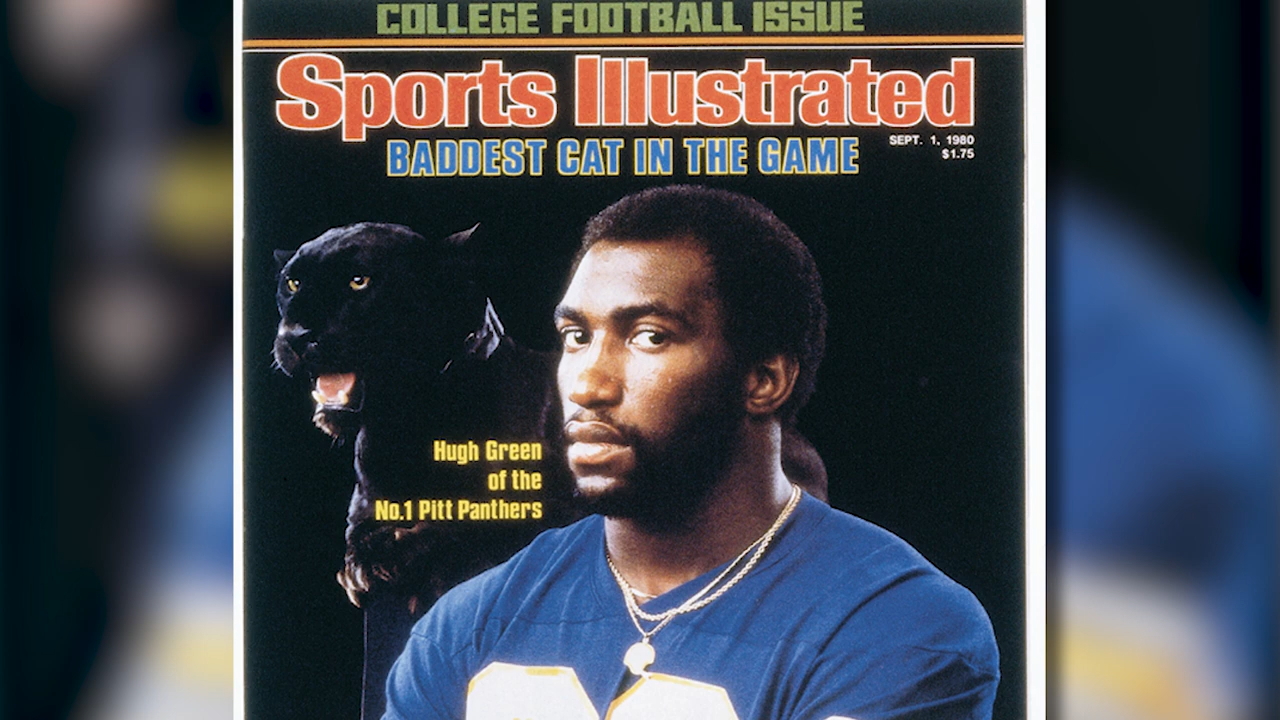 COLLEGE FOOTBALL ISSUE
Sports Illustrated
BADDEST CAT IN THE GAME
SEPT. 1, 1980
$1.75
Hugh Green
of the
No.1 Pitt Panthers